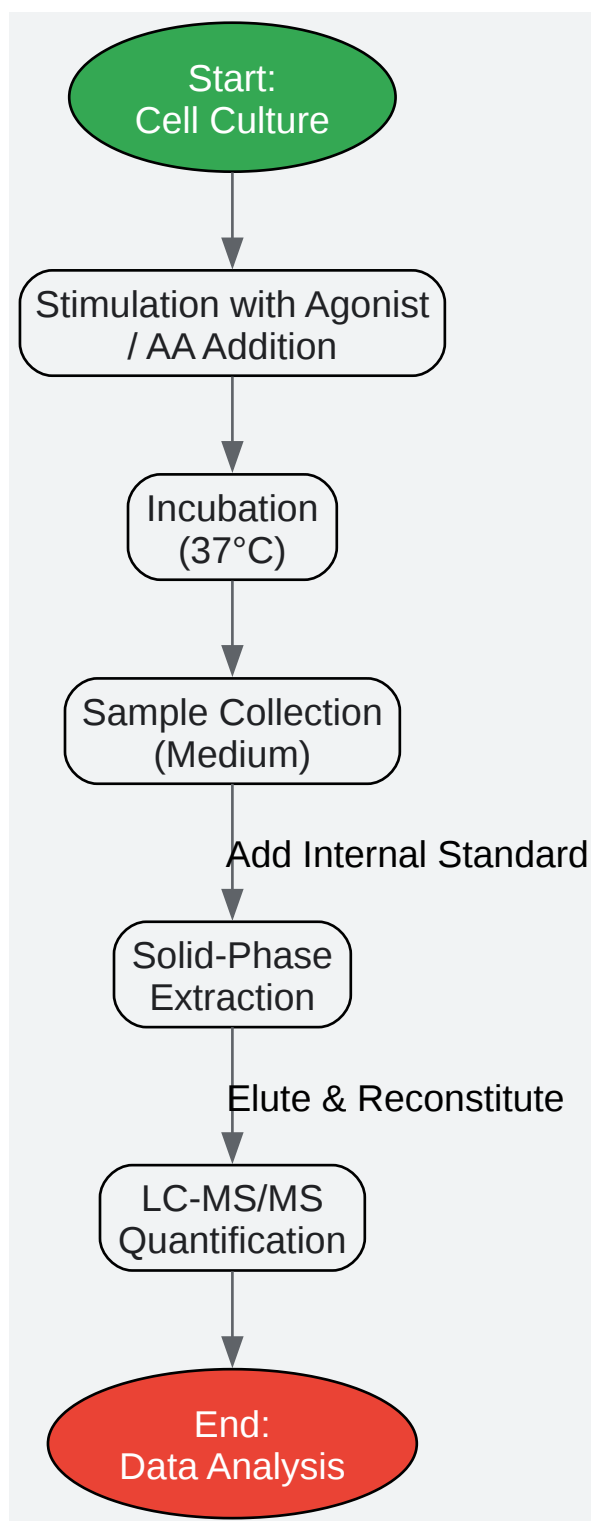 Start:
Cell Culture
Stimulation with Agonist
/ AA Addition
Incubation
(37°C)
Sample Collection
(Medium)
Add Internal Standard
Solid-Phase
Extraction
Elute & Reconstitute
LC-MS/MS
Quantification
End:
Data Analysis